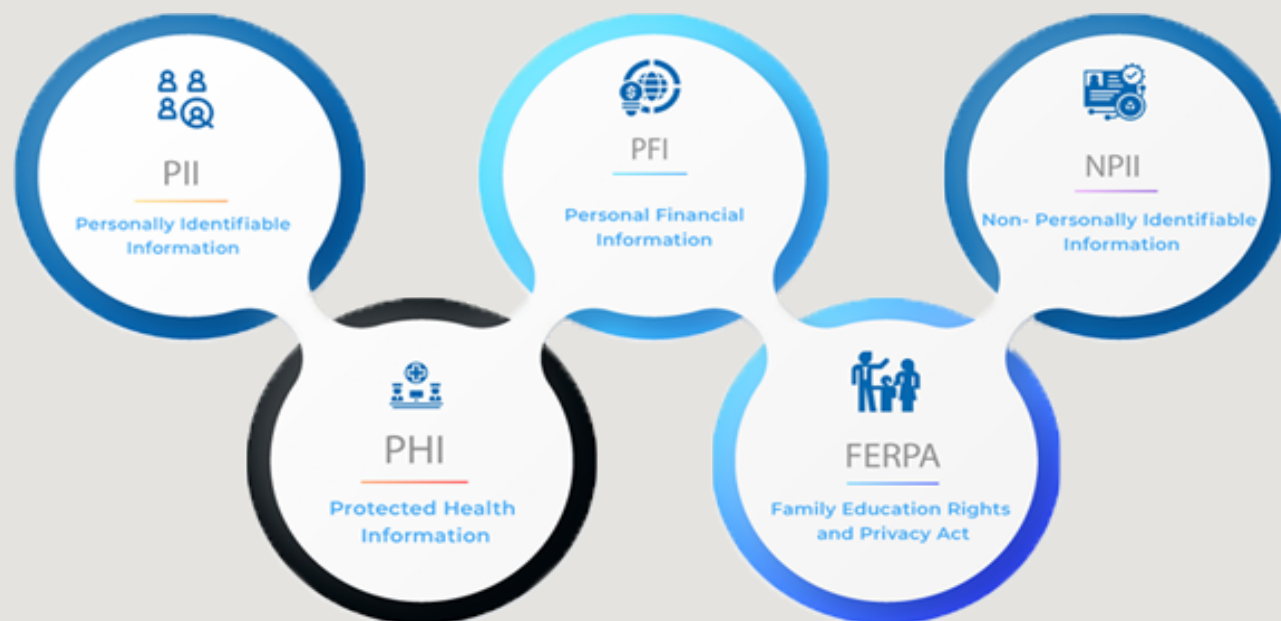 PII
Personally Identifiable
Information
PHI
Protected Health
Information
PFI
Personal Financial
Information
FERPA
Family Education Rights
and Privacy Act
NPII
Non- Personally Identifiable
Information